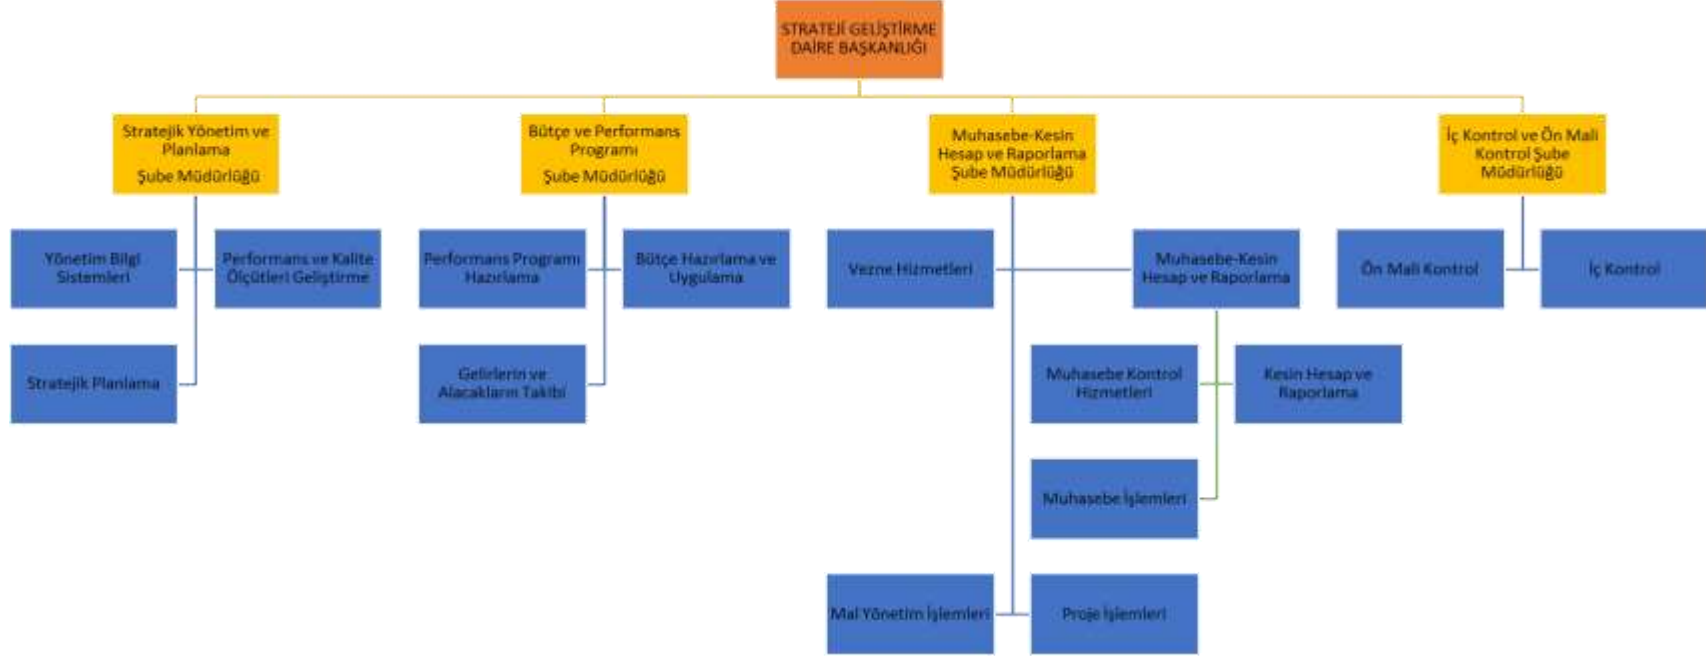 STRATEJİ GELİŞTİRME
DAİRE BAŞKANLIĞI
Stratejik Yönetim ve
Planlama
Şube Müdürlüğü
Bütçe ve Performans
Programı
Şube Müdürlüğü
Muhasebe-Kesin
Hesap ve Raporlama
Şube Müdürlüğü
İç Kontrol ve Ön Mali
Kontrol Şube
Müdürlüğü
Yönetim Bilgi
Sistemleri
Performans ve Kalite
Ölçütleri Geliştirme
Performans Programı
Hazırlama
Bütçe Hazırlama ve
Uygulama
Vezne Hizmetleri
Muhasebe-Kesin
Hesap ve Raporlama
Ön Mali Kontrol
İç Kontrol
Stratejik Planlama
Gelirlerin ve
Alacakların Takibi
Muhasebe Kontrol
Hizmetleri
Kesin Hesap ve
Raporlama
Muhasebe İşlemleri
Mal Yönetim İşlemleri
Proje İşlemleri